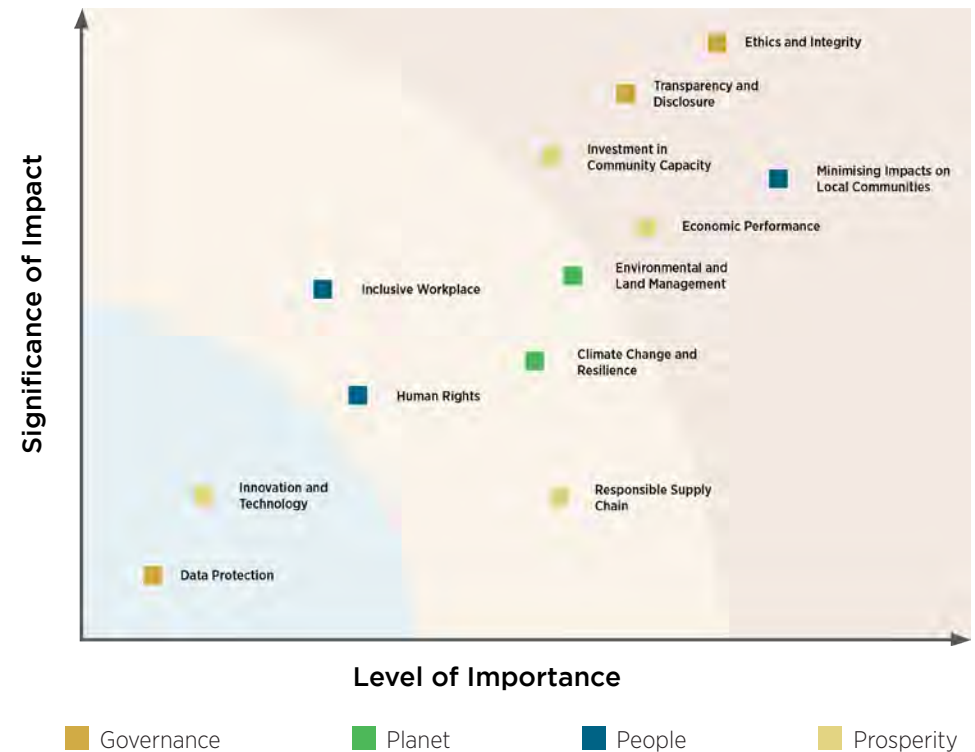 Significance of Impact
Ethics and Integrity
Transparency and
Disclosure
Investment in
Community Capacity
Minimising Impacts on
Local Communities
Economic Performance
Environmental and
Land Management
Inclusive Workplace
Climate Change and
Resilience
Human Rights
Innovation and
Technology
Responsible Supply
Chain
Data Protection
Level of Importance
Governance
Planet
People
Prosperity